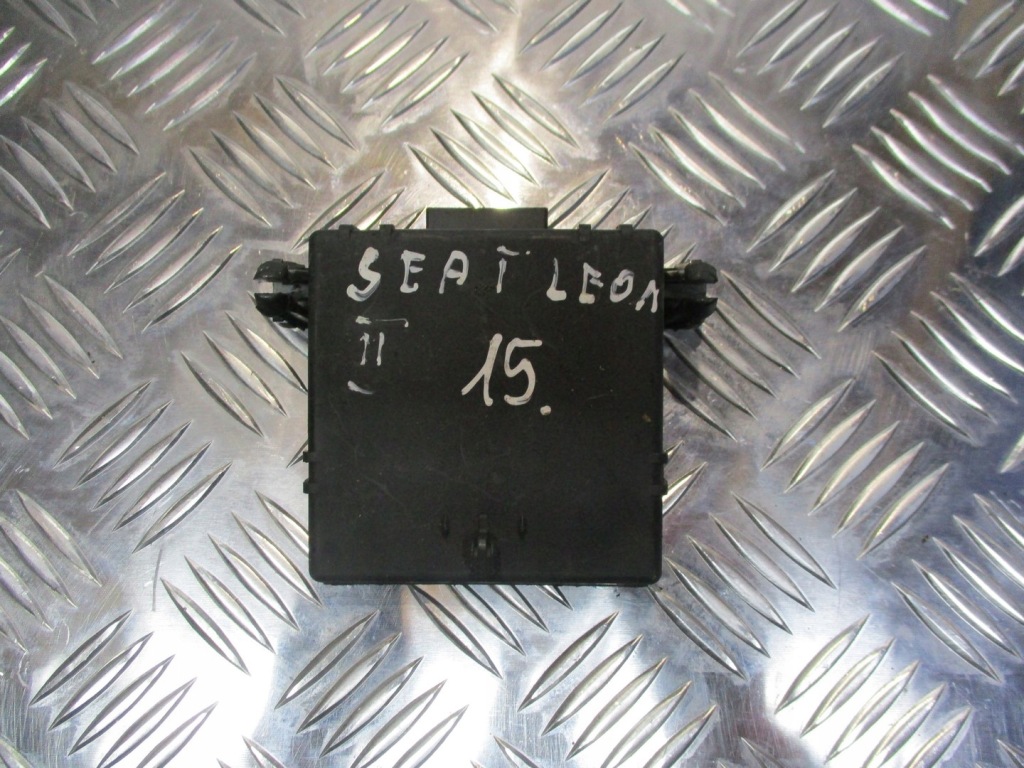 SEAT LEON
II
15.